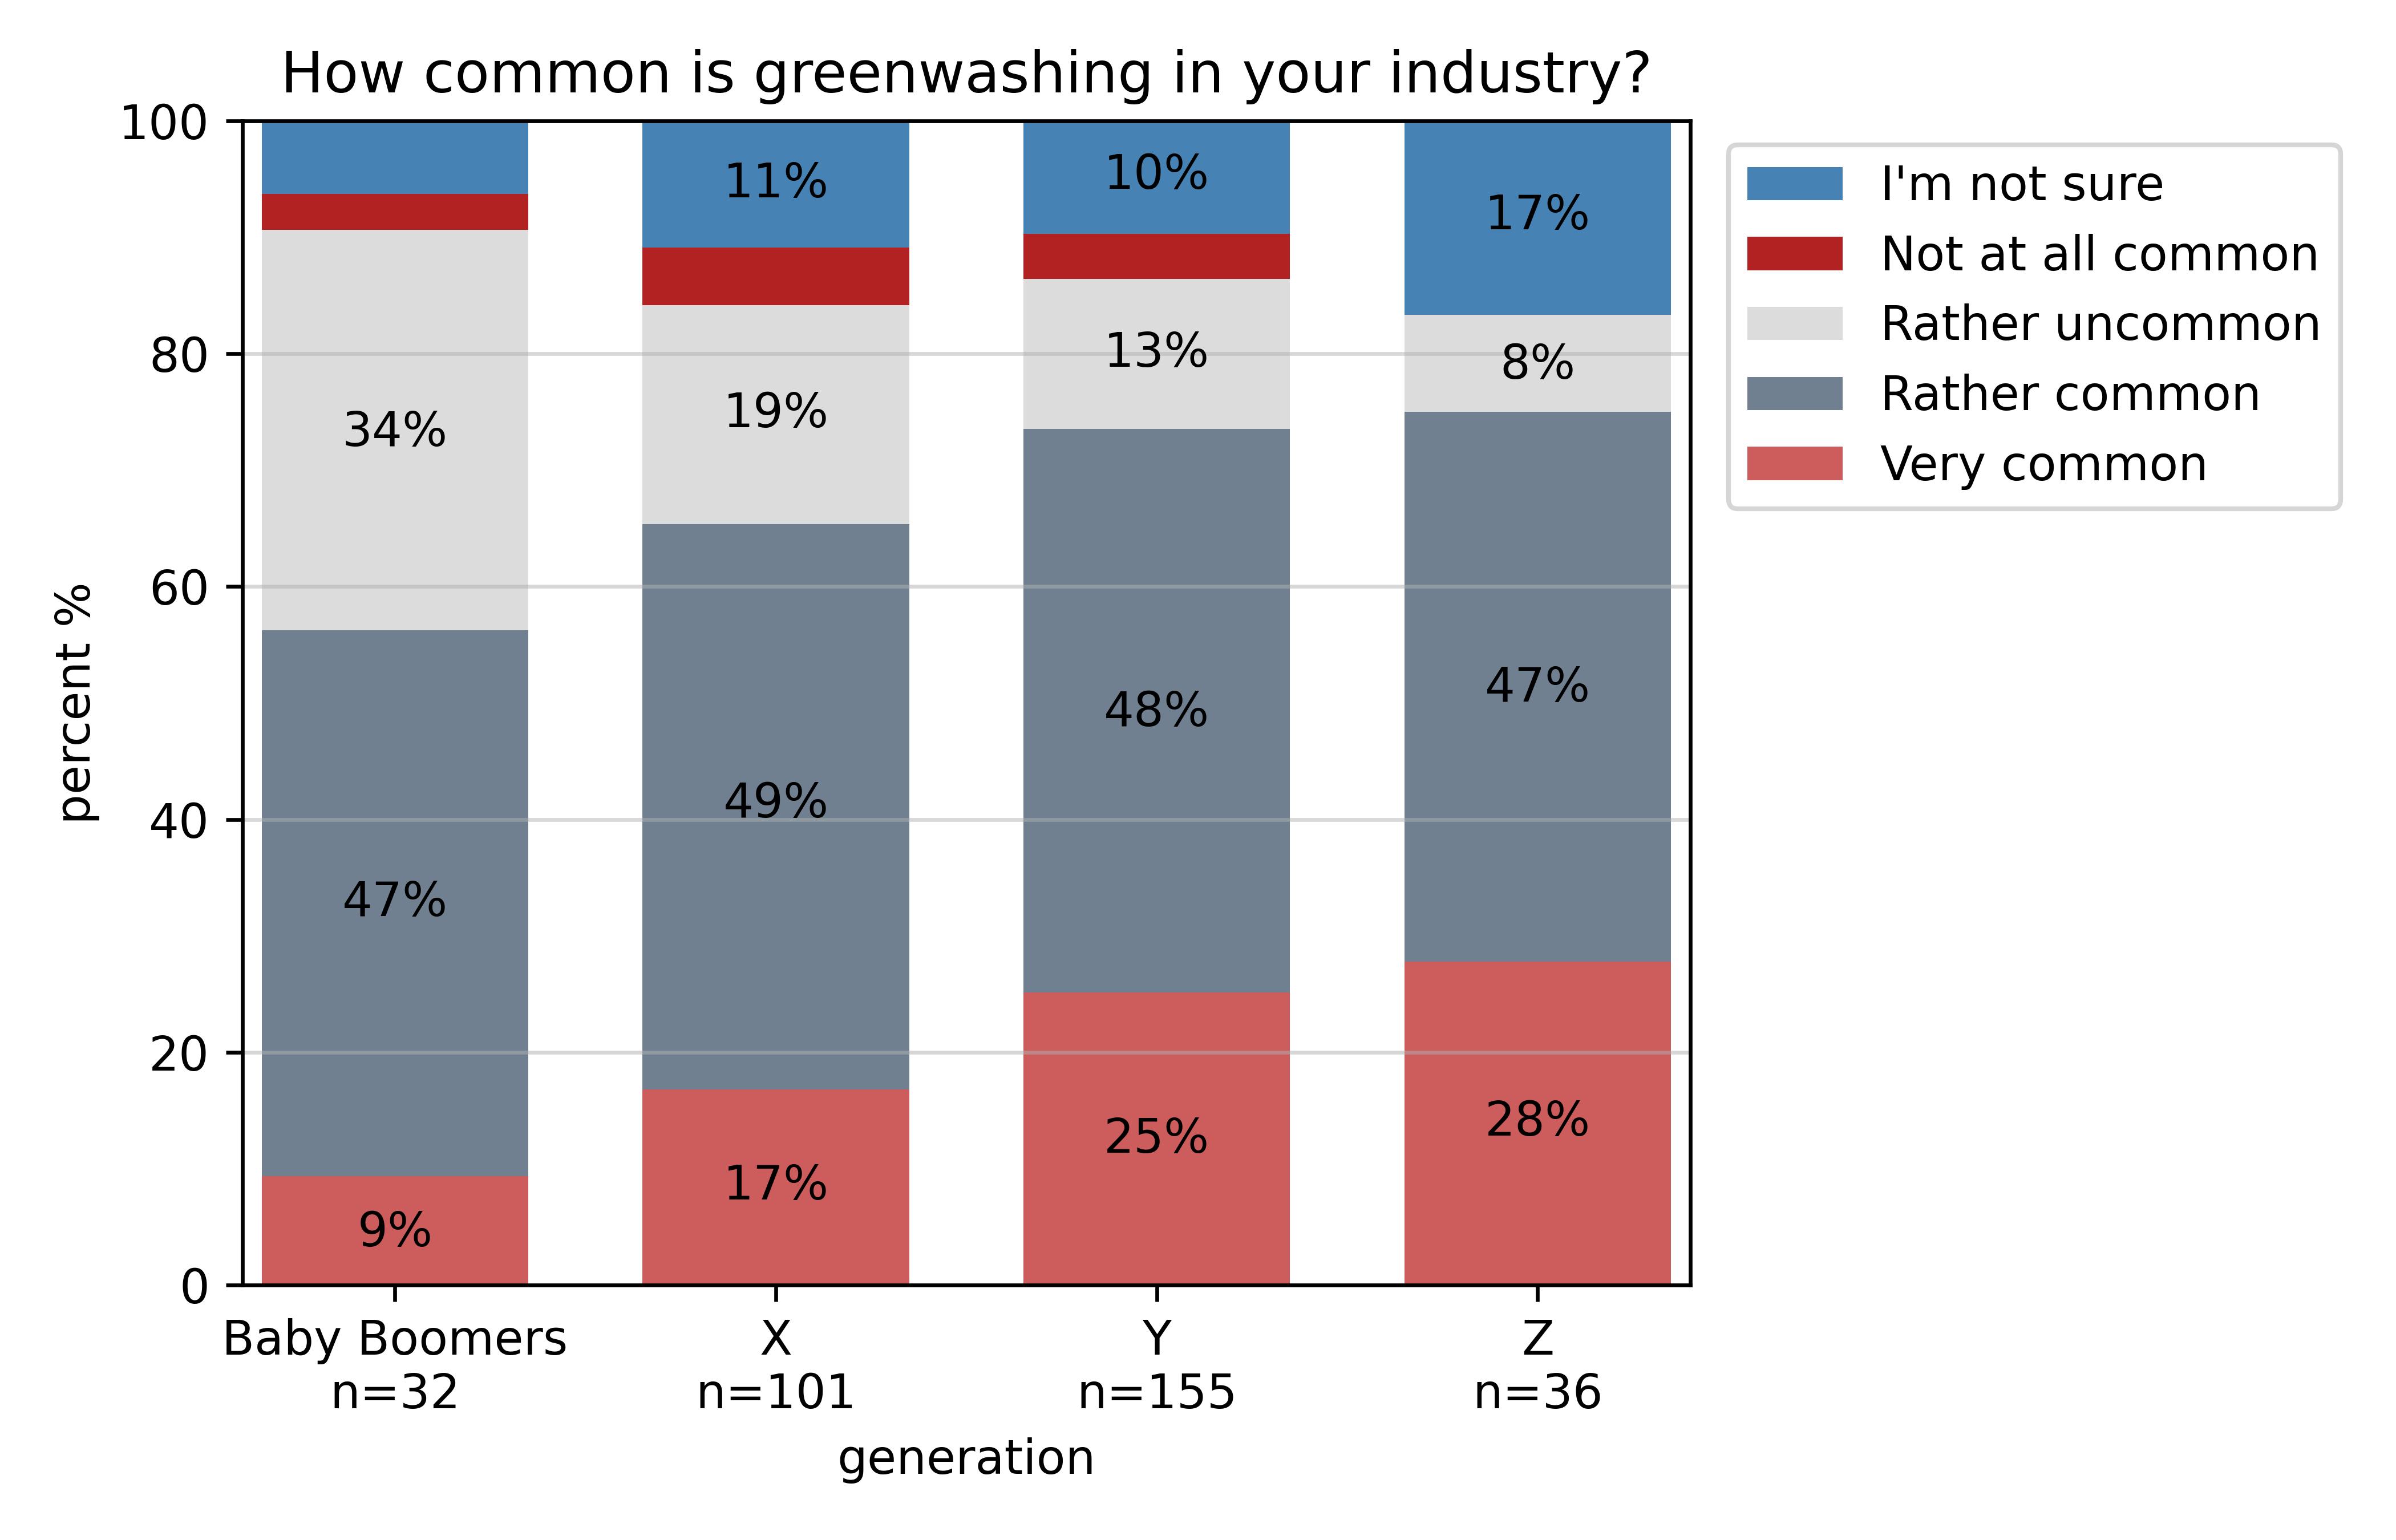 How common is greenwashing in your industry?
100
80
60
40
20
0
percent %
11%
10%
17%
34%
19%
13%
8%
47%
49%
48%
47%
9%
17%
25%
28%
Baby Boomers
n=32
X
n=101
Y
n=155
Z
n=36
generation
I'm not sure
Not at all common
Rather uncommon
Rather common
Very common